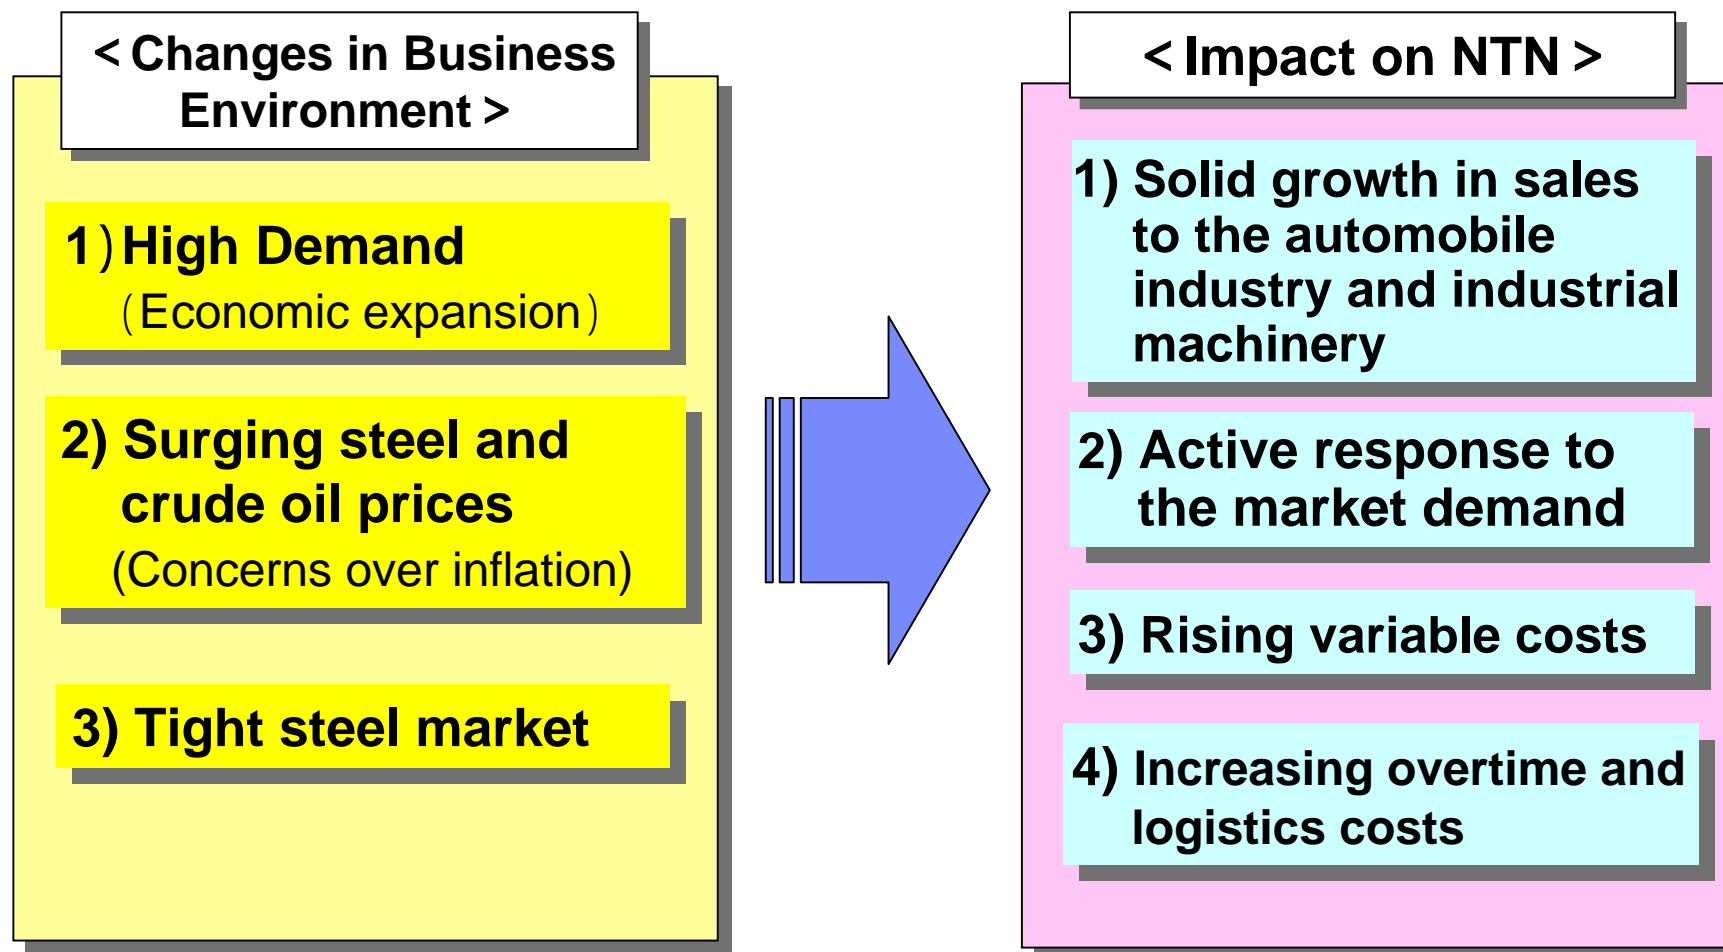 < Changes in Business
Environment >
1) High Demand
(Economic expansion)
2) Surging steel and
crude oil prices
(Concerns over inflation)
3) Tight steel market
< Impact on NTN >
1) Solid growth in sales
to the automobile
industry and industrial
machinery
2) Active response to
the market demand
3) Rising variable costs
4) Increasing overtime and
logistics costs